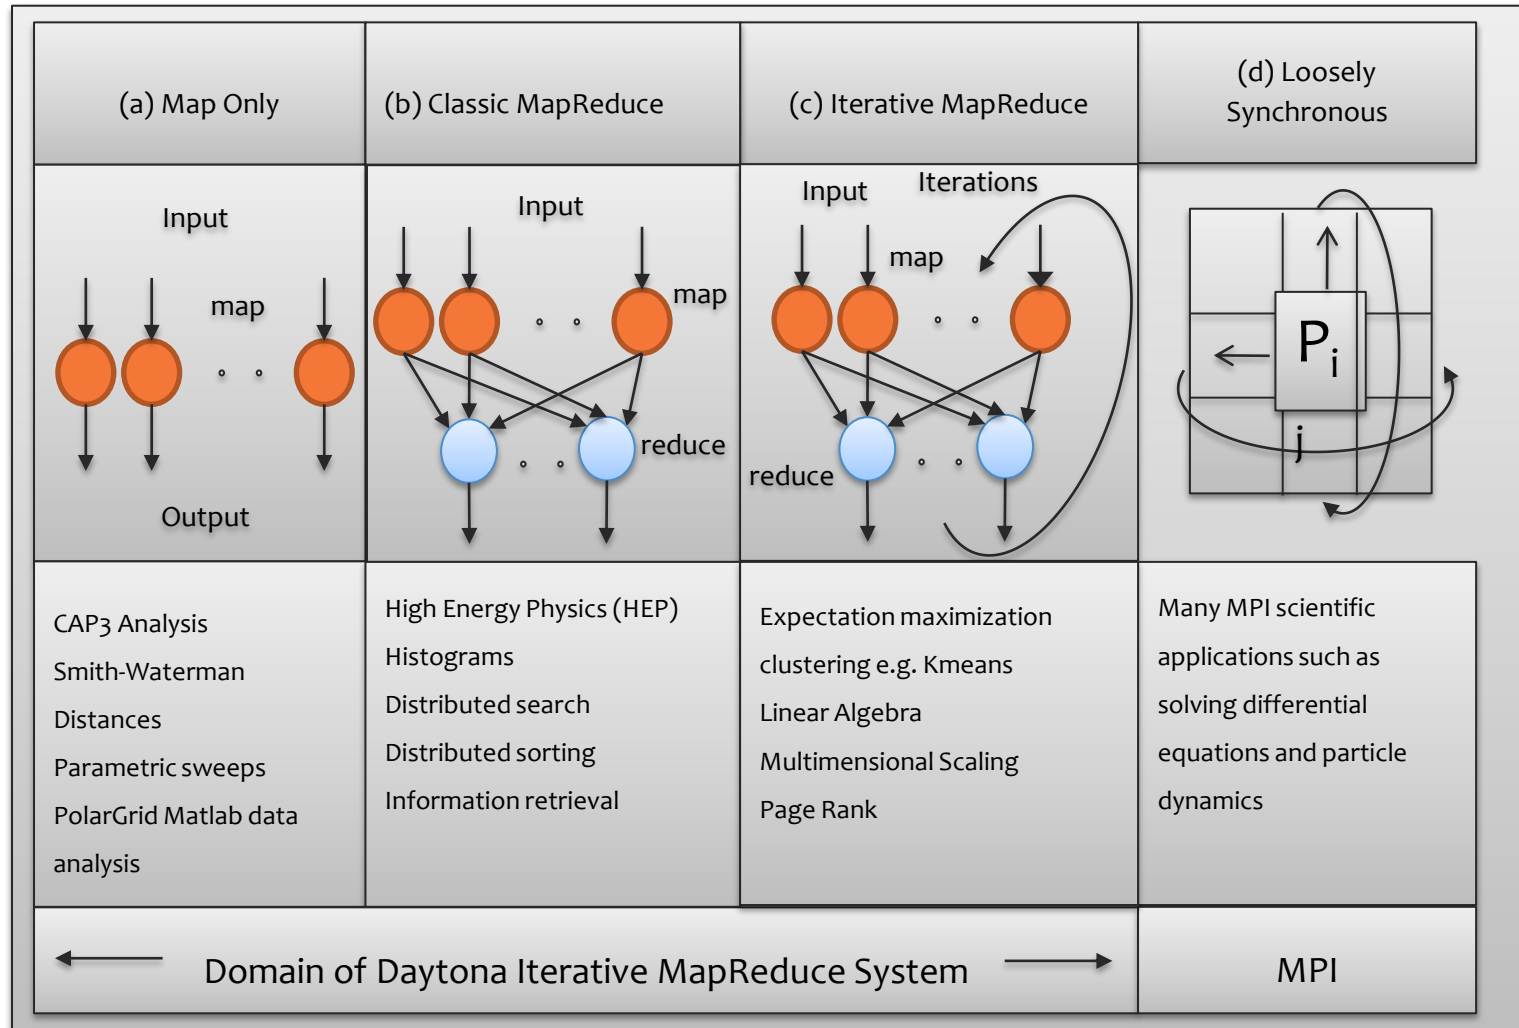 (a) Map Only
(b) Classic MapReduce
(c) Iterative MapReduce
(d) Loosely
Synchronous
Input
map
Output
Input
map
reduce
Input
Iterations
map
reduce
Pi
j
CAP3 Analysis
Smith-Waterman
Distances
Parametric sweeps
PolarGrid Matlab data
analysis
High Energy Physics (HEP)
Histograms
Distributed search
Distributed sorting
Information retrieval
Expectation maximization
clustering e.g. Kmeans
Linear Algebra
Multimensional Scaling
Page Rank
Many MPI scientific
applications such as
solving differential
equations and particle
dynamics
Domain of Daytona Iterative MapReduce System
MPI